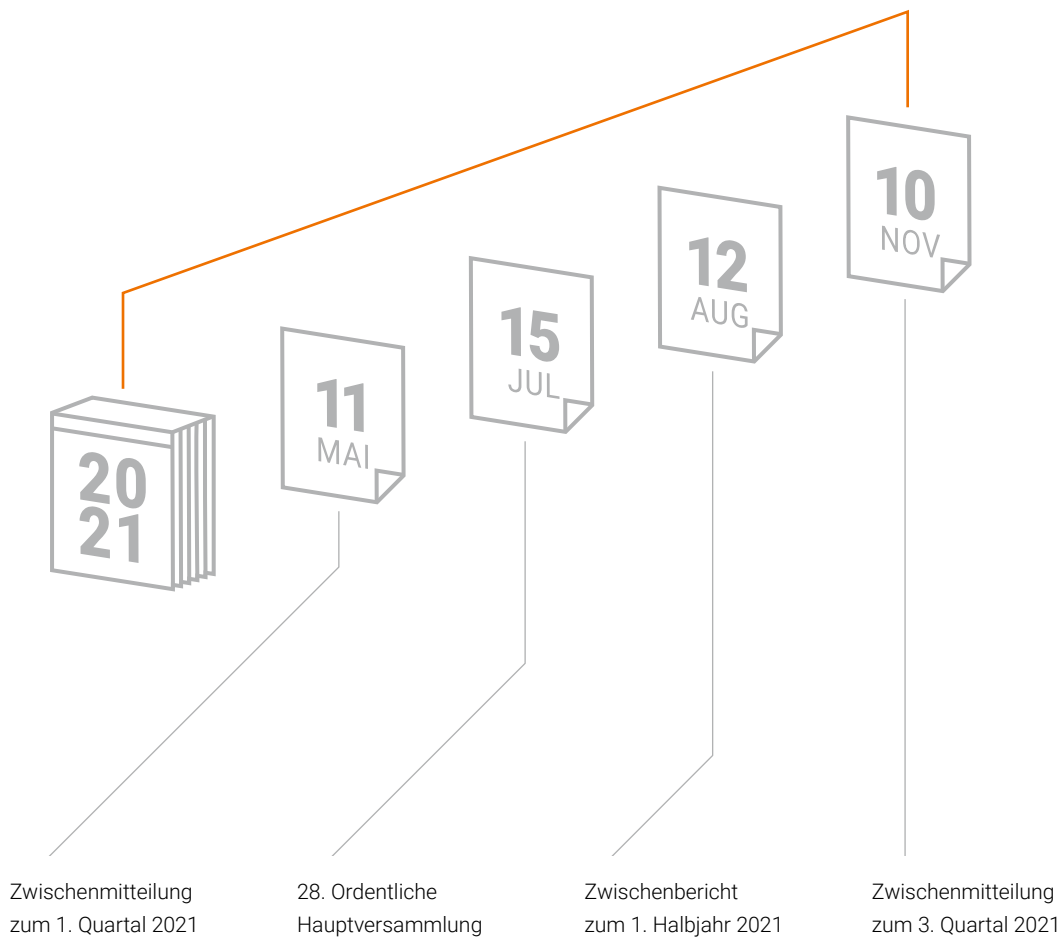 20
21
11
MAI
15
JUL
12
AUG
10
NOV
Zwischenmitteilung
zum 1. Quartal 2021
28. Ordentliche
Hauptversammlung
Zwischenbericht
zum 1. Halbjahr 2021
Zwischenmitteilung
zum 3. Quartal 2021